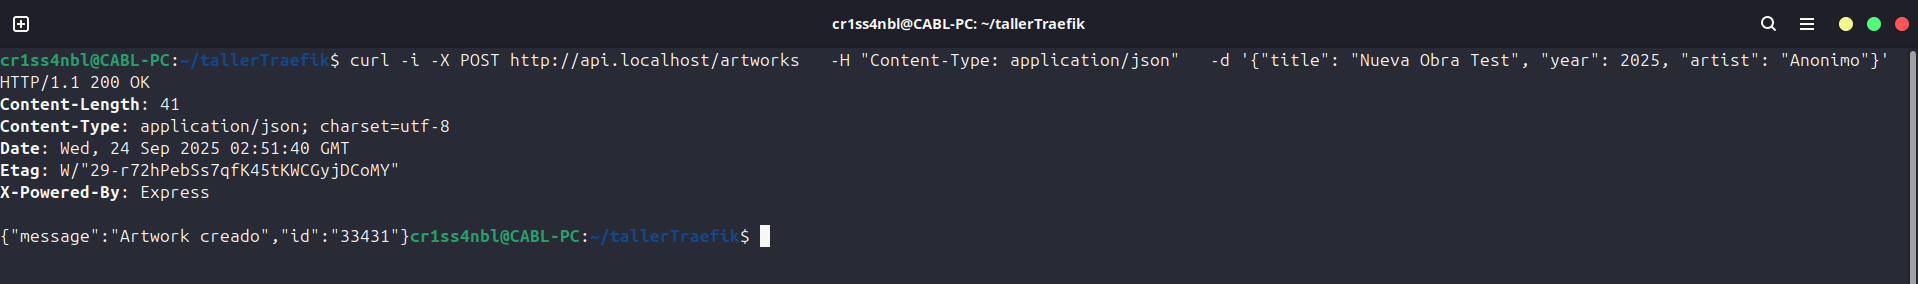 cr1ss4nbl@CABL-PC: ~/tallerTraefik
cr1ss4nbl@CABL-PC:~/tallerTraefik$ curl -i -X POST http://api.localhost/artworks   -H "Content-Type: application/json"   -d '{"title": "Nueva Obra Test", "year": 2025, "artist": "Anonimo"}'
HTTP/1.1 200 OK
Content-Length: 41
Content-Type: application/json; charset=utf-8
Date: Wed, 24 Sep 2025 02:51:40 GMT
Etag: W/"29-r72hPebSs7qfK45tKWCGyjDCoMY"
X-Powered-By: Express
{"message":"Artwork creado","id":"33431"}cr1ss4nbl@CABL-PC:~/tallerTraefik$